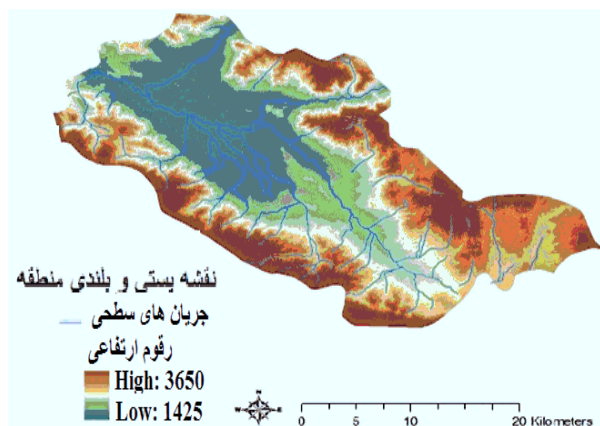 نقشه پستی و بلندی منطقه
جریان های سطحی
رقوم ارتفاعی
High: 3650
Low: 1425
N
W E
S
0 5 10 20 Kilometers